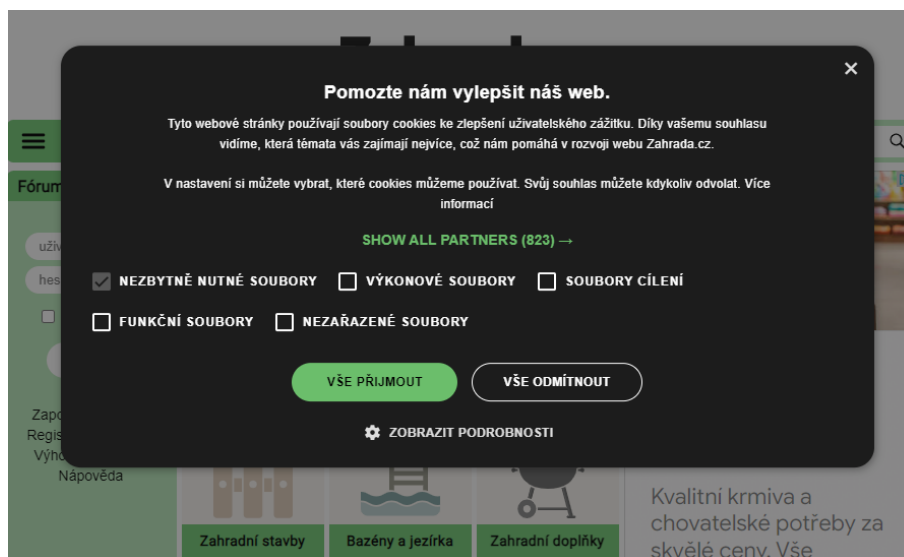 Pomozte nám vylepšit náš web.
Tyto webové stránky používají soubory cookies ke zlepšení uživatelského zážitku. Díky vašemu souhlasu
vidíme, která témata vás zajímají nejvíce, což nám pomáhá v rozvoji webu Zahrada.cz.
V nastavení si můžete vybrat, které cookies můžeme používat. Svůj souhlas můžete kdykoliv odvolat. Více
informací
SHOW ALL PARTNERS (823) →
NEZBYTNĚ NUTNÉ SOUBORY VÝKONOVÉ SOUBORY SOUBORY CÍLENÍ
FUNKČNÍ SOUBORY NEZAŘAZENÉ SOUBORY
VŠE PŘIJMOUT VŠE ODMÍTNOUT
ZOBRAZIT PODROBNOSTI
Nápověda
Zahradní stavby Bazény a jezírka Zahradní doplňky
Kvalitní krmiva a
chovatelské potřeby za
skvělé ceny. Vše